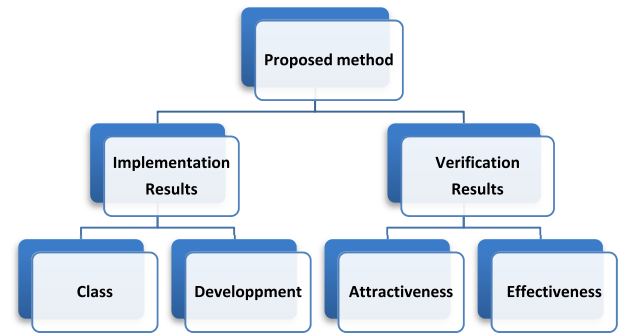 Proposed method
Implementation
Results
Verification
Results
Class
Developpment
Attractiveness
Effectiveness